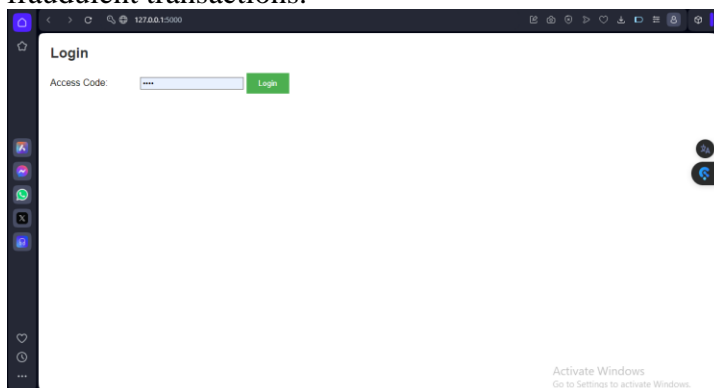 fraudulent transactions.
127.0.0.1:5000
Login
Access Code:
••••
Login
Activate Windows
Go to Settings to activate Windows.